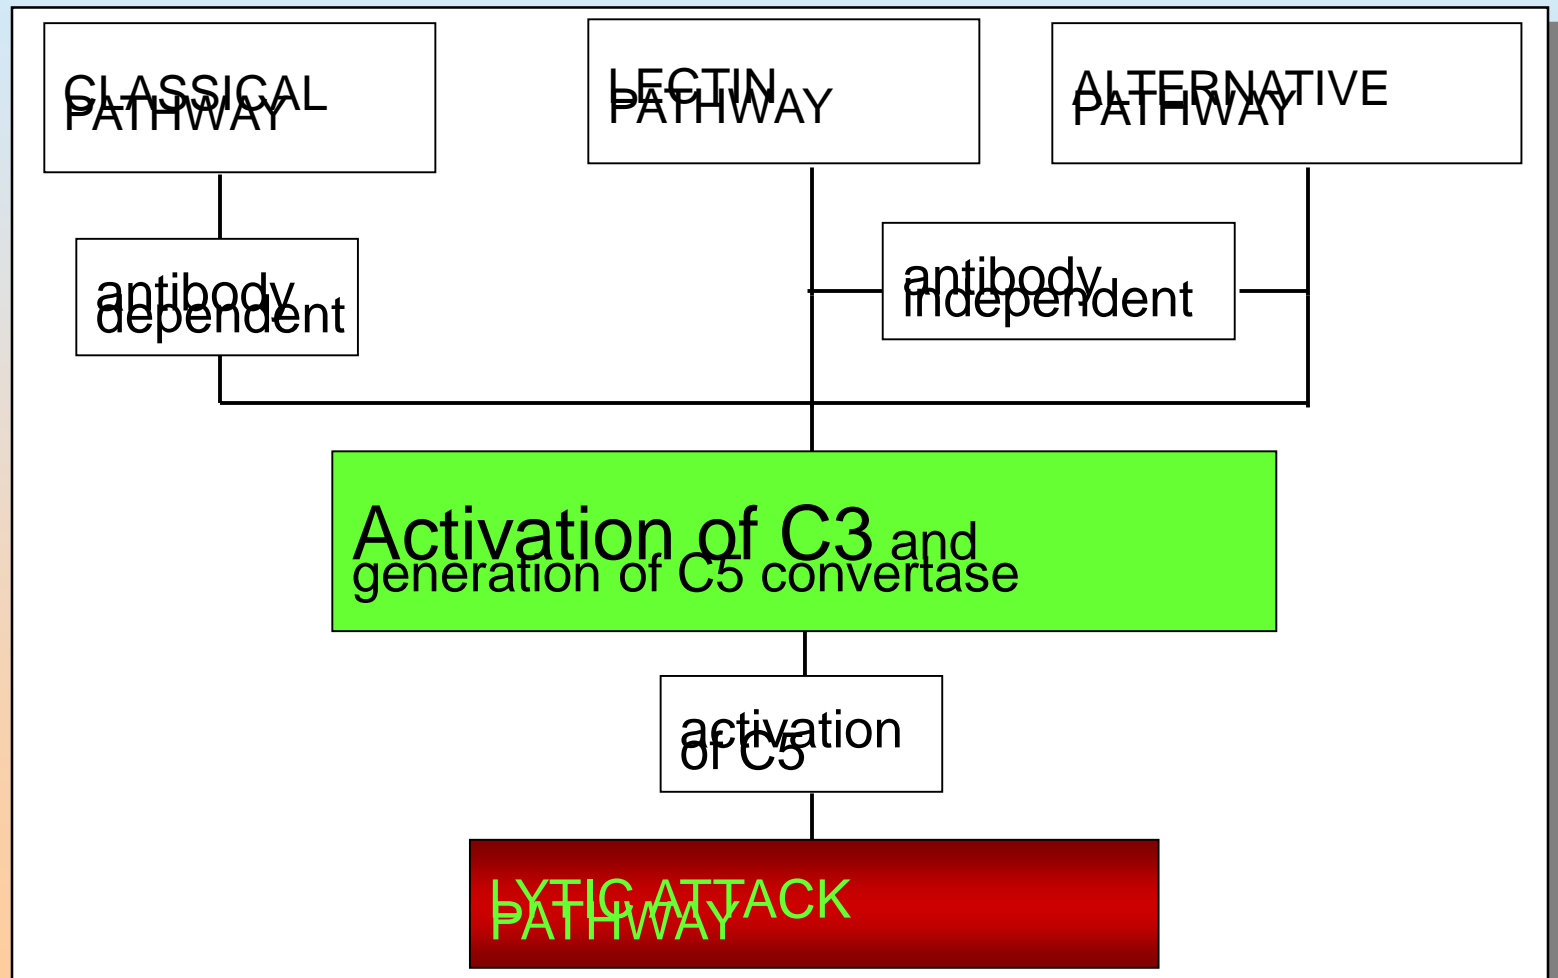 CLASSICAL
PATHWAY
LECTIN
PATHWAY
ALTERNATIVE
PATHWAY
antibody
dependent
antibody
independent
Activation of C3 and
generation of C5 convertase
activation
of C5
LYTIC ATTACK
PATHWAY